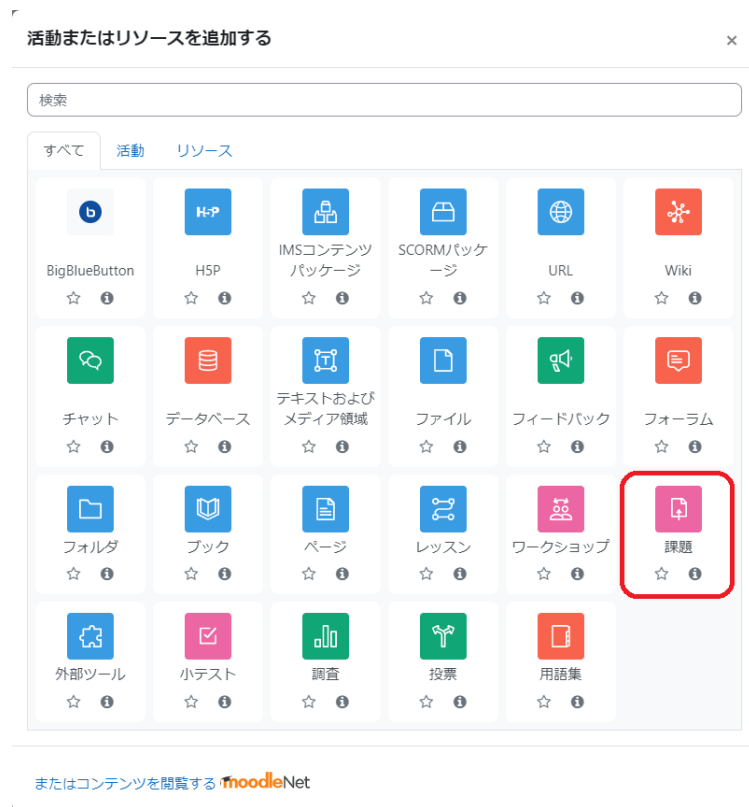 活動またはリソースを追加する
×
検索
すべて 活動 リソース
b H5P
IMSコンテンツ SCORMパッケ
BigBlueButton H5P パッケージ ージ URL Wiki
テキストおよび
チャット データベース メディア領域 ファイル フィードバック フォーラム
フォルダ ブック ページ レッスン ワークショップ 課題
外部ツール 小テスト 調査 投票 用語集
またはコンテンツを閲覧する moodleNet